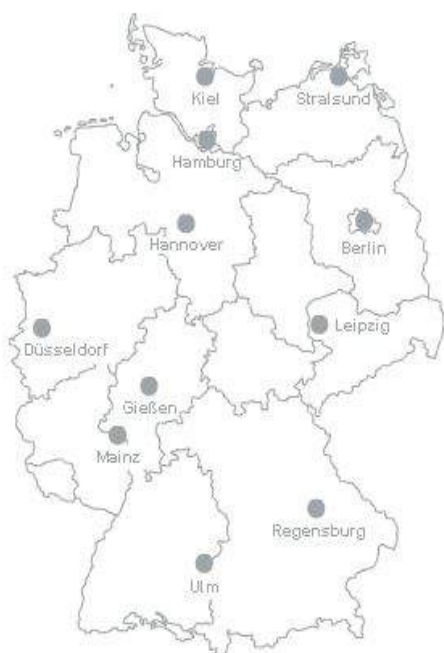 Kiel
Stralsund
Hamburg
Hannover
Berlin
Leipzig
Düsseldorf
Gießen
Mainz
Regensburg
Ulm